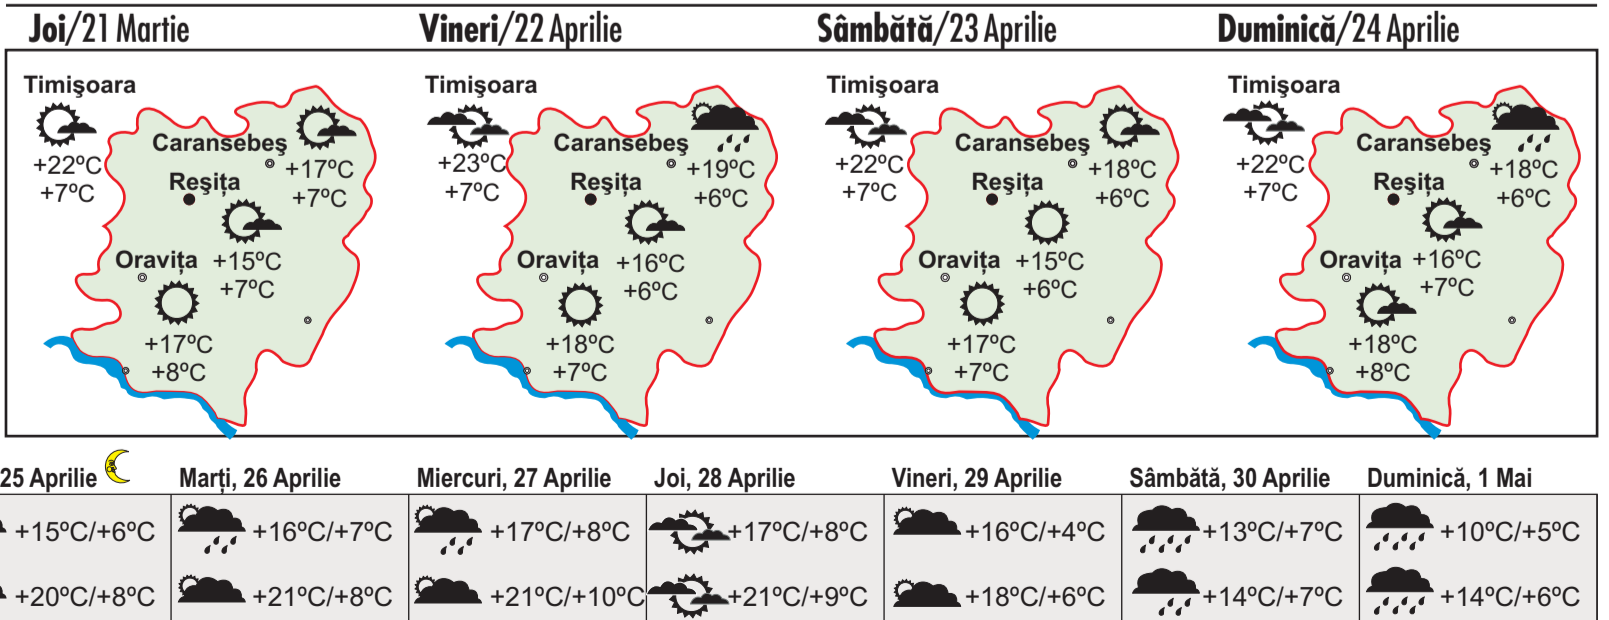 Joi/21 Martie
Timişoara
+22ºC
+7ºC
Caransebeş
+17ºC
+7ºC
Reşiţa
+15ºC
+7ºC
Oraviţa
+17ºC
+8ºC
Vineri/22 Aprilie
Timişoara
+23ºC
+7ºC
Caransebeş
+19ºC
+6ºC
Reşiţa
+16ºC
+6ºC
Oraviţa
+18ºC
+7ºC
Sâmbătă/23 Aprilie
Timişoara
+22ºC
+7ºC
Caransebeş
+18ºC
+6ºC
Reşiţa
+15ºC
+6ºC
Oraviţa
+17ºC
+7ºC
Duminică/24 Aprilie
Timişoara
+22ºC
+7ºC
Caransebeş
+18ºC
+6ºC
Reşiţa
+16ºC
+7ºC
Oraviţa
+18ºC
+8ºC
25 Aprilie
+15ºC/+6ºC
+20ºC/+8ºC
Marţi, 26 Aprilie
+16ºC/+7ºC
+21ºC/+8ºC
Miercuri, 27 Aprilie
+17ºC/+8ºC
+21ºC/+10ºC
Joi, 28 Aprilie
+17ºC/+8ºC
+21ºC/+9ºC
Vineri, 29 Aprilie
+16ºC/+4ºC
+18ºC/+6ºC
Sâmbătă, 30 Aprilie
+13ºC/+7ºC
+14ºC/+7ºC
Duminică, 1 Mai
+10ºC/+5ºC
+14ºC/+6ºC